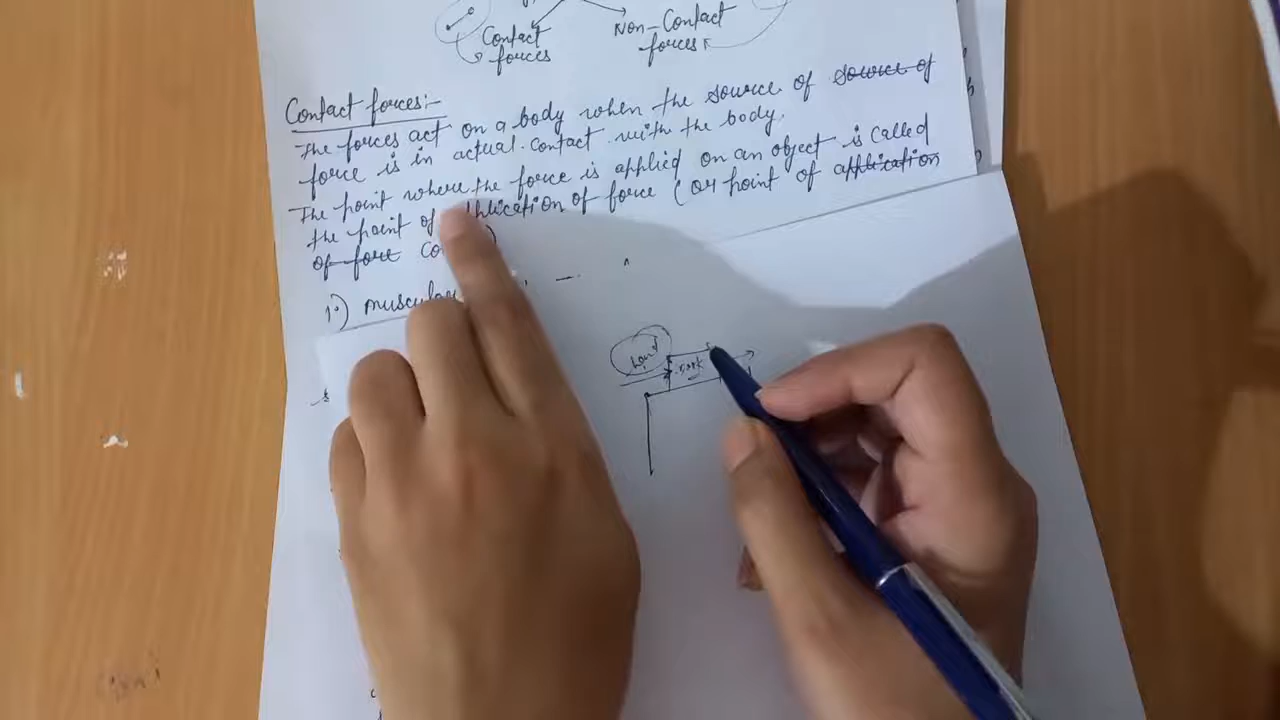 Contact Non-Contact
forces forces
Contact forces:-
The forces act on a body when the source of source of
force is in actual contact with the body.
The point where the force is applied on an object is called
the point of application of force (or point of application
of force
1.) muscular
hand